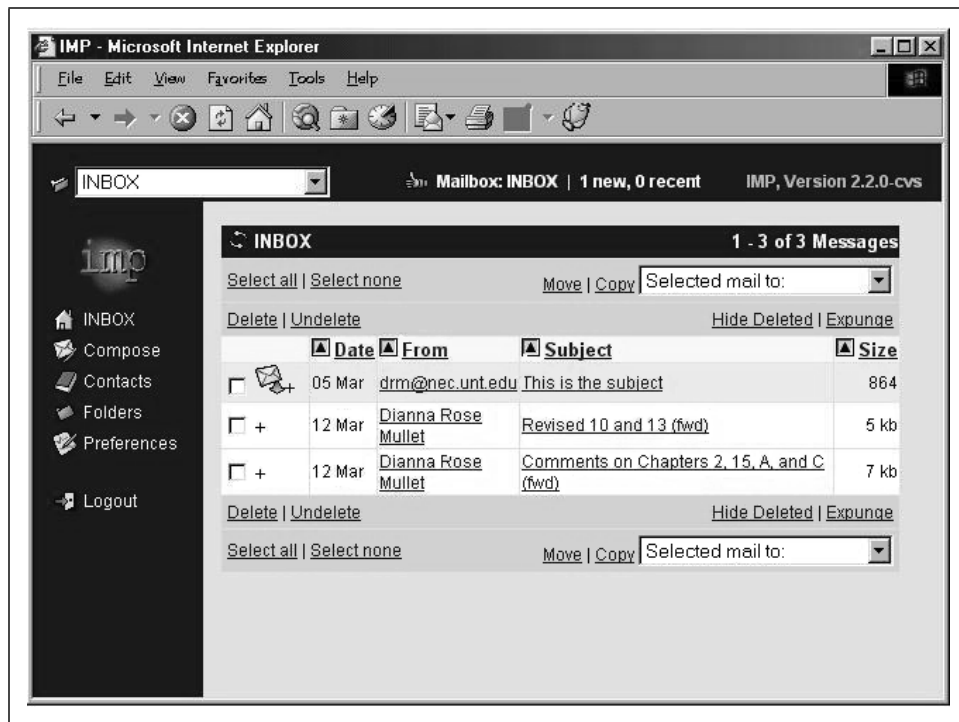 IMP - Microsoft Internet Explorer
File Edit View Favorites Tools Help
INBOX
Mailbox: INBOX | 1 new, 0 recent
IMP, Version 2.2.0-cvs
imp
INBOX
Compose
Contacts
Folders
Preferences
Logout
INBOX 1 - 3 of 3 Messages
Select all | Select none Move | Copy Selected mail to:
Delete | Undelete Hide Deleted | Expunge
Date From Subject Size
+ 05 Mar drm@nec.unt.edu This is the subject 864
+ 12 Mar Dianna Rose Mullet Revised 10 and 13 (fwd) 5 kb
+ 12 Mar Dianna Rose Mullet Comments on Chapters 2, 15, A, and C (fwd) 7 kb
Delete | Undelete Hide Deleted | Expunge
Select all | Select none Move | Copy Selected mail to: